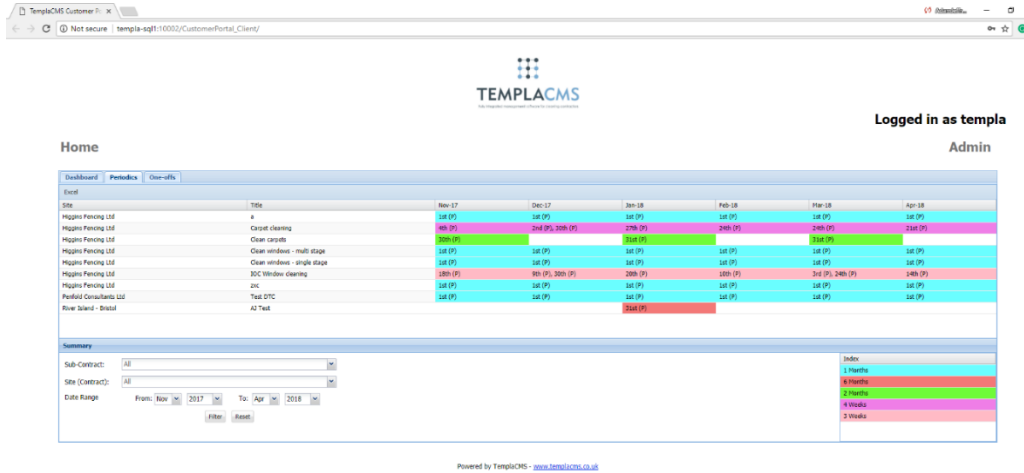 TemplaCMS Customer Po
Not secure | templa-sql1:10002/CustomerPortal_Client/
TEMPLACMS
Logged in as templa
Home Admin
Dashboard Periodics One-offs
Excel
Site Title Nov-17 Dec-17 Jan-18 Feb-18 Mar-18 Apr-18
Higgins Fencing Ltd a 1st (P) 1st (P) 1st (P) 1st (P) 1st (P) 1st (P)
Higgins Fencing Ltd Carpet cleaning 4th (P) 2nd (P), 30th (P) 27th (P) 24th (P) 24th (P) 21st (P)
Higgins Fencing Ltd Clean carpets 30th (P) 31st (P) 31st (P)
Higgins Fencing Ltd Clean windows - multi stage 1st (P) 1st (P) 1st (P) 1st (P) 1st (P) 1st (P)
Higgins Fencing Ltd Clean windows - single stage 1st (P) 1st (P) 1st (P) 1st (P) 1st (P) 1st (P)
Higgins Fencing Ltd IOC Window cleaning 18th (P) 9th (P), 30th (P) 20th (P) 10th (P) 3rd (P), 24th (P) 14th (P)
Higgins Fencing Ltd zxc 1st (P) 1st (P) 1st (P) 1st (P) 1st (P) 1st (P)
Penfold Consultants Ltd Test DTC 1st (P) 1st (P) 1st (P) 1st (P) 1st (P) 1st (P)
River Island - Bristol AJ Test 21st (P)
Summary
Sub-Contract: All
Site (Contract): All
Date Range From: Nov 2017 To: Apr 2018
Filter Reset
Index
1 Months
6 Months
2 Months
4 Weeks
3 Weeks
Powered by TemplaCMS - www.templacms.co.uk